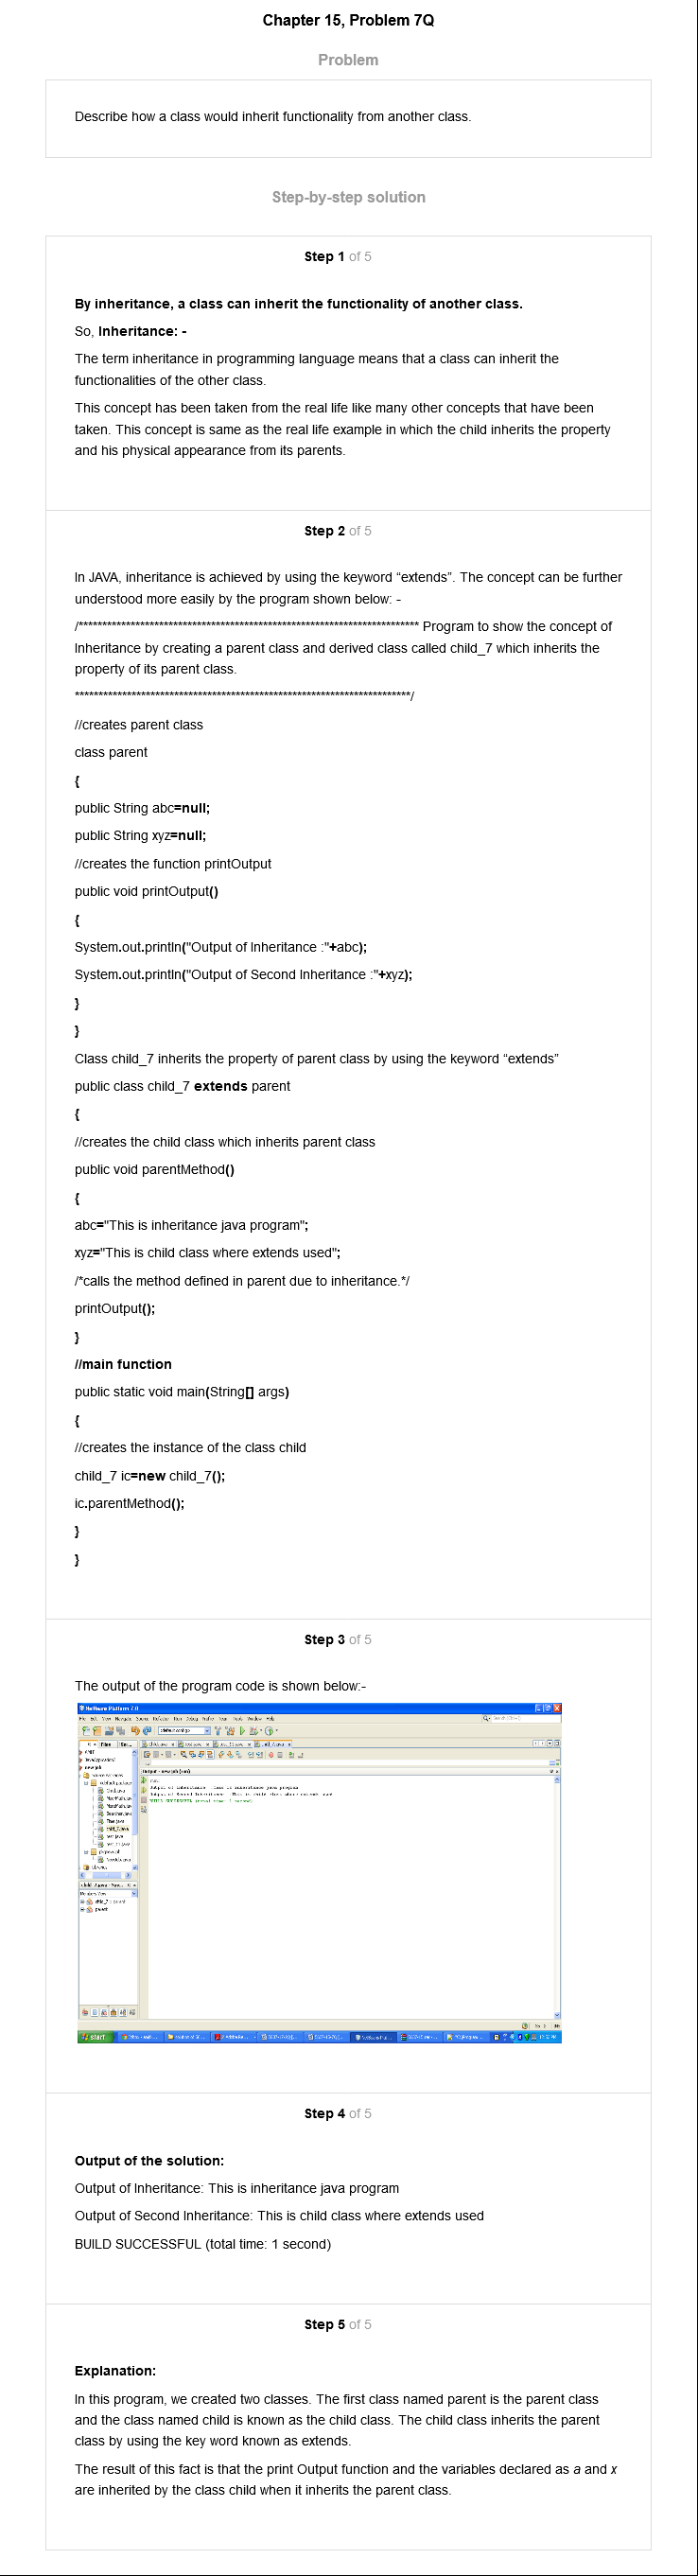 Chapter 15, Problem 7Q
Problem
Describe how a class would inherit functionality from another class.
Step-by-step solution
Step 1 of 5
By inheritance, a class can inherit the functionality of another class.
So, Inheritance: -
The term inheritance in programming language means that a class can inherit the
functionalities of the other class.
This concept has been taken from the real life like many other concepts that have been
taken. This concept is same as the real life example in which the child inherits the property
and his physical appearance from its parents.
Step 2 of 5
In JAVA, inheritance is achieved by using the keyword “extends”. The concept can be further
understood more easily by the program shown below: -
/************************************************************************ Program to show the concept of
Inheritance by creating a parent class and derived class called child_7 which inherits the
property of its parent class.
***********************************************************************/
//creates parent class
class parent
{
public String abc=null;
public String xyz=null;
//creates the function printOutput
public void printOutput()
{
System.out.println("Output of Inheritance :"+abc);
System.out.println("Output of Second Inheritance :"+xyz);
}
}
Class child_7 inherits the property of parent class by using the keyword “extends”
public class child_7 extends parent
{
//creates the child class which inherits parent class
public void parentMethod()
{
abc="This is inheritance java program";
xyz="This is child class where extends used";
/*calls the method defined in parent due to inheritance.*/
printOutput();
}
//main function
public static void main(String[] args)
{
//creates the instance of the class child
child_7 ic=new child_7();
ic.parentMethod();
}
}
Step 3 of 5
The output of the program code is shown below:-
start
Step 4 of 5
Output of the solution:
Output of Inheritance: This is inheritance java program
Output of Second Inheritance: This is child class where extends used
BUILD SUCCESSFUL (total time: 1 second)
Step 5 of 5
Explanation:
In this program, we created two classes. The first class named parent is the parent class
and the class named child is known as the child class. The child class inherits the parent
class by using the key word known as extends.
The result of this fact is that the print Output function and the variables declared as a and x
are inherited by the class child when it inherits the parent class.